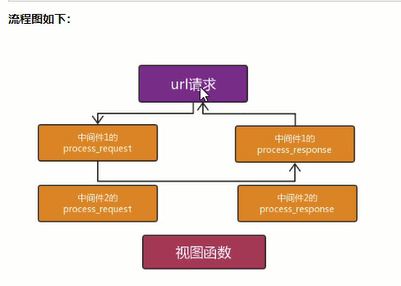 流程图如下：
url请求
中间件1的
process_request
中间件1的
process_response
中间件2的
process_request
中间件2的
process_response
视图函数